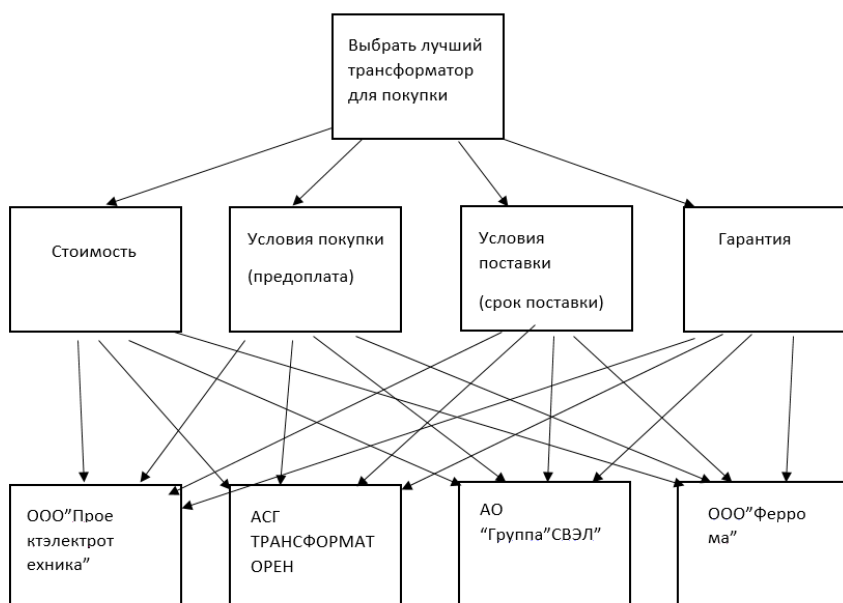 Выбрать лучший
трансформатор
для покупки
Стоимость
Условия покупки
(предоплата)
Условия
поставки
(срок поставки)
Гарантия
ООО”Прое
ктэлектрот
ехника”
АСГ
ТРАНСФОРМАТ
ОРЕН
АО
“Группа”СВЭЛ”
ООО”Ферро
ма”